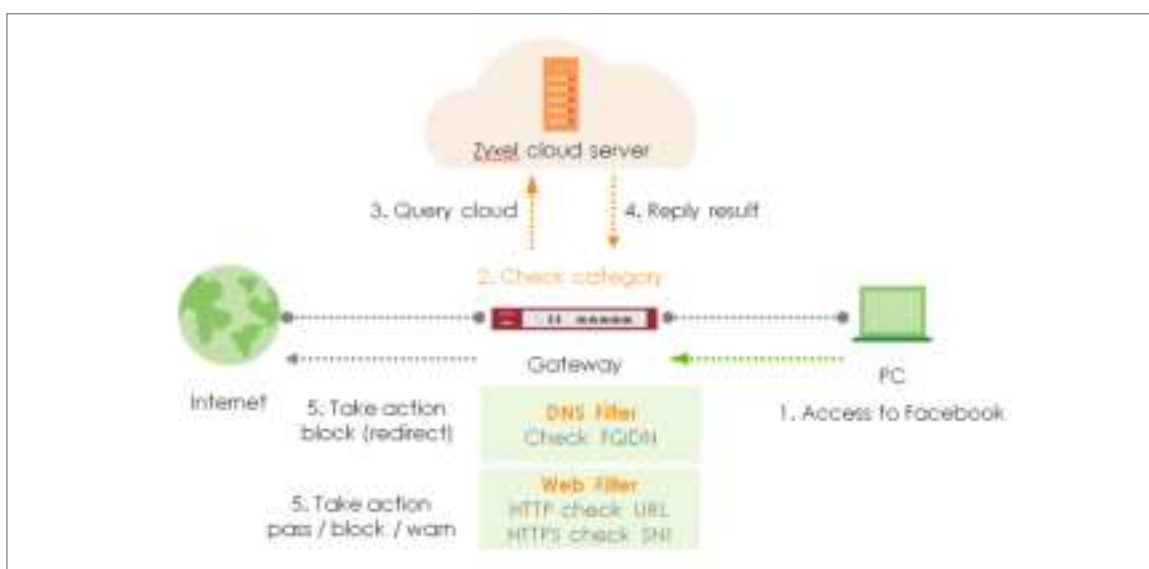 Zyxel cloud server
3. Query cloud
4. Reply result
2. Check category
Gateway
Internet
PC
1. Access to Facebook
5. Take action
block (redirect)
DNS Filter
Check FQDN
5. Take action
pass / block / warn
Web Filter
HTTP check URL
HTTPS check SNI